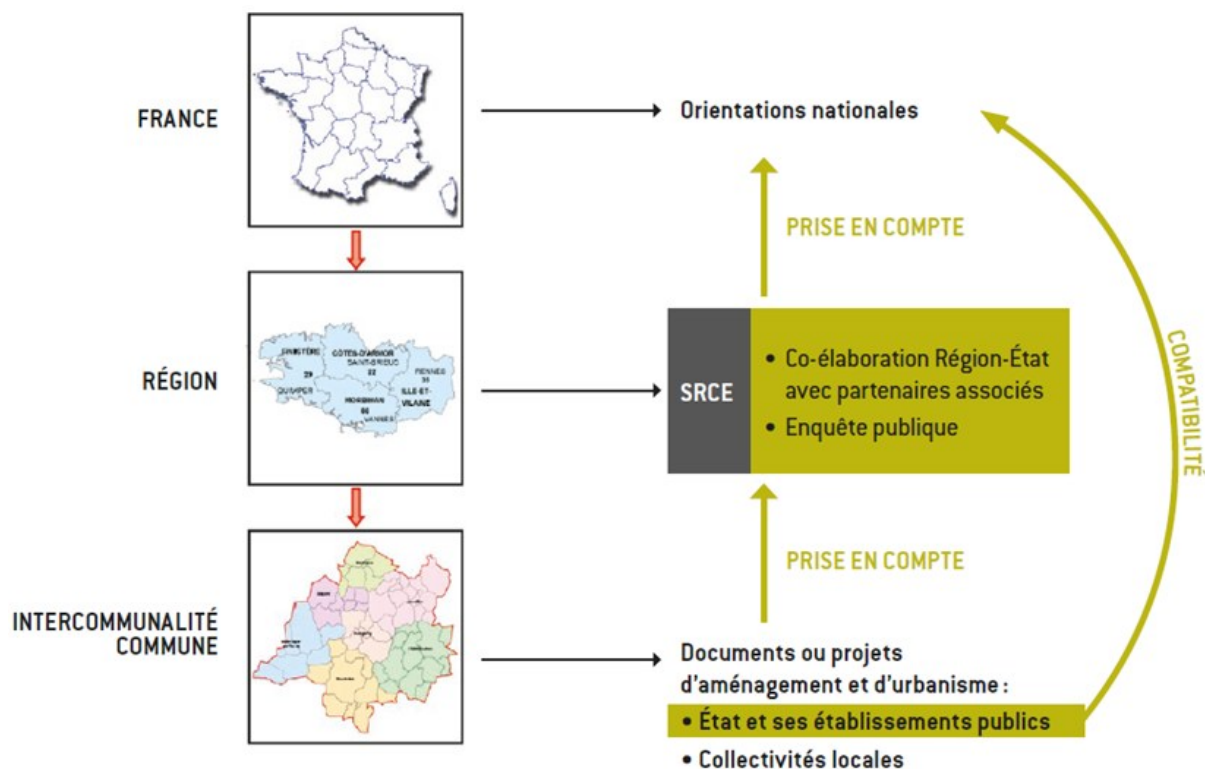 FRANCE
Orientations nationales
PRISE EN COMPTE
RÉGION
FINISTÈRE
29
QUIMPER
CÔTES-D'ARMOR
SAINT-BRIEUC
22
RENNES
35
ILLE-ET-
VILAINE
MORBIHAN
56
VANNES
SRCE
• Co-élaboration Région-État
avec partenaires associés
• Enquête publique
COMPATIBILITÉ
PRISE EN COMPTE
INTERCOMMUNALITÉ
COMMUNE
Documents ou projets
d'aménagement et d'urbanisme :
• État et ses établissements publics
• Collectivités locales